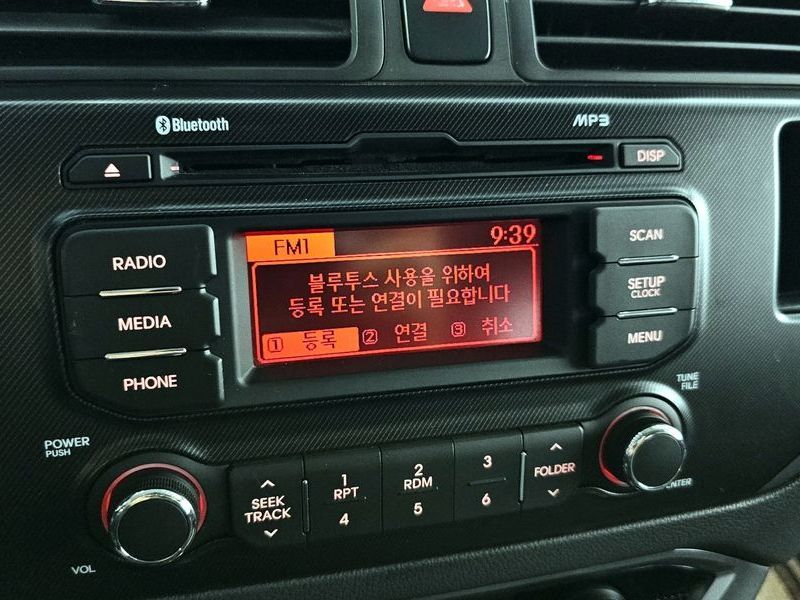 Bluetooth
MP3
DISP
RADIO
MEDIA
PHONE
FM1 9:39
블루투스 사용을 위하여
등록 또는 연결이 필요합니다
1 등록 2 연결 3 취소
SCAN
SETUP
CLOCK
MENU
TUNE
FILE
POWER
PUSH
VOL
SEEK
TRACK
1
RPT
4
2
RDM
5
3
6
FOLDER
ENTER